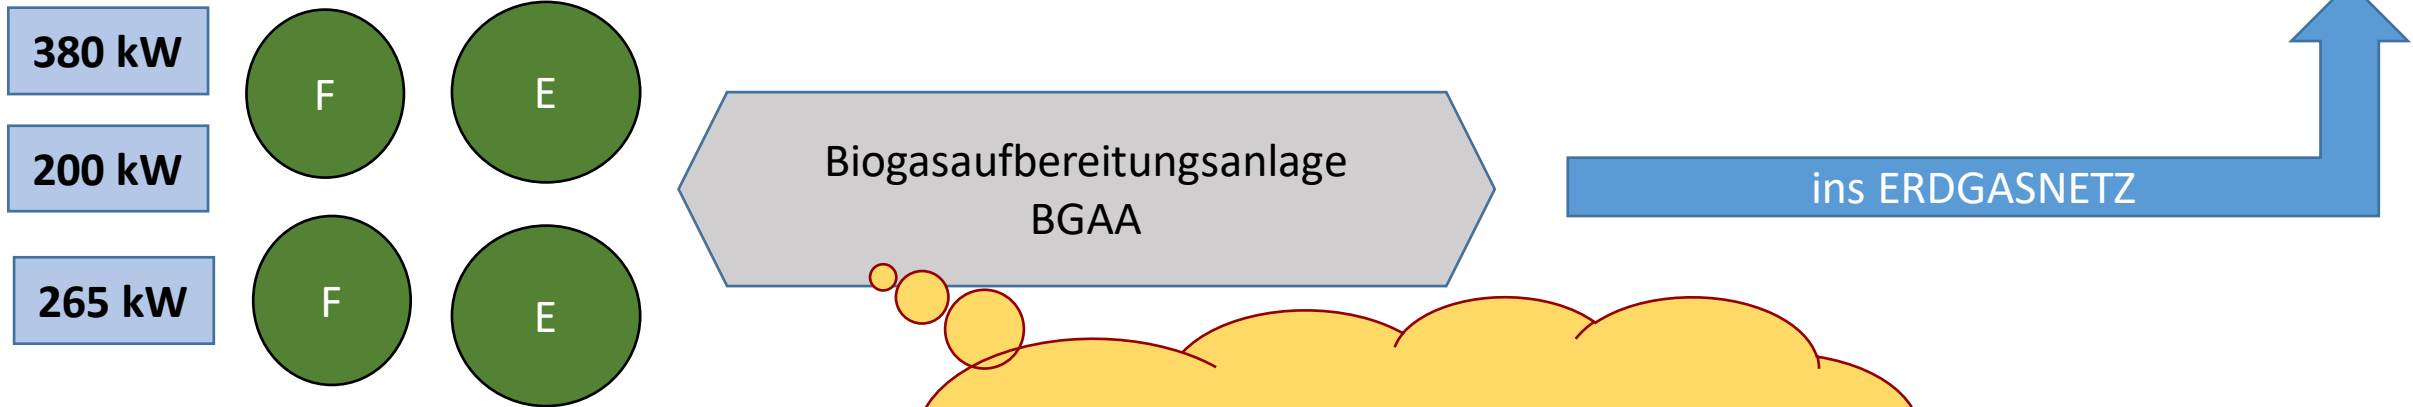 380 kW
200 kW
265 kW
F
E
F
E
Biogasaufbereitungsanlage
BGAA
ins ERDGASNETZ